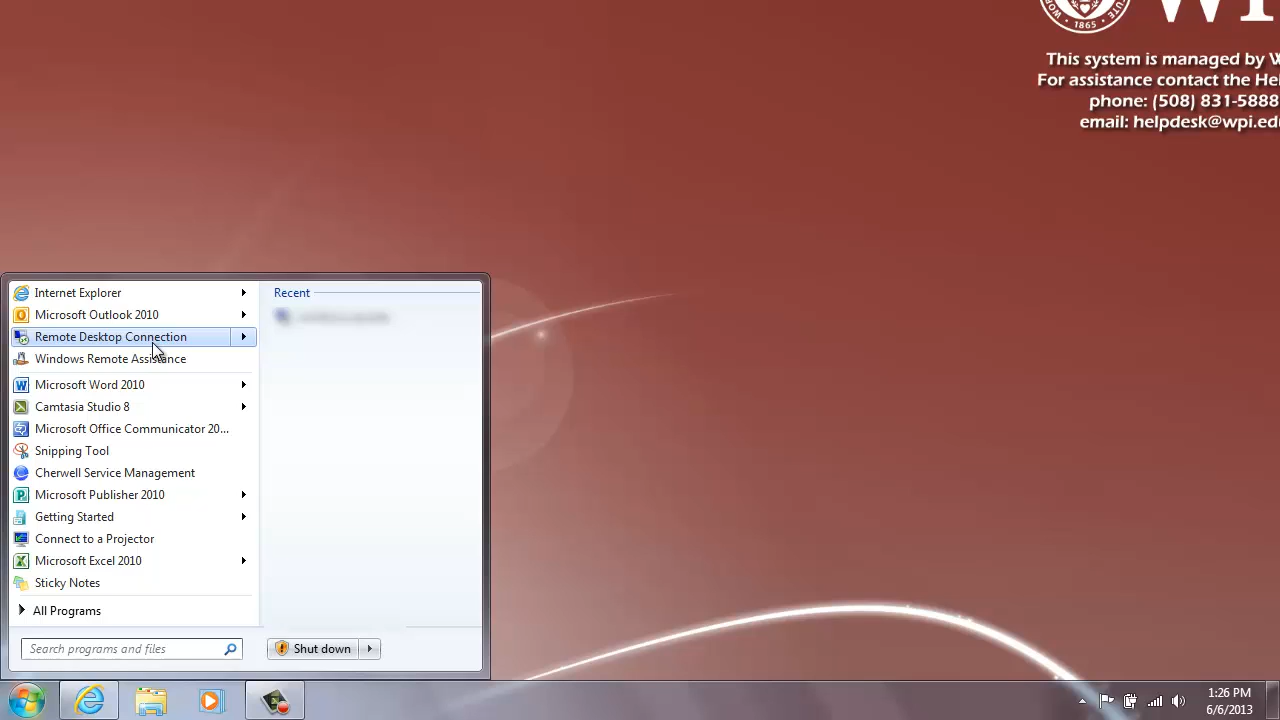 1865
WPI
This system is managed by W
For assistance contact the He
phone: (508) 831-5888
email: helpdesk@wpi.ed
Internet Explorer
Microsoft Outlook 2010
Remote Desktop Connection
Windows Remote Assistance
Microsoft Word 2010
Camtasia Studio 8
Microsoft Office Communicator 20...
Snipping Tool
Cherwell Service Management
Microsoft Publisher 2010
Getting Started
Connect to a Projector
Microsoft Excel 2010
Sticky Notes
All Programs
Search programs and files
Recent
Shut down
1:26 PM
6/6/2013